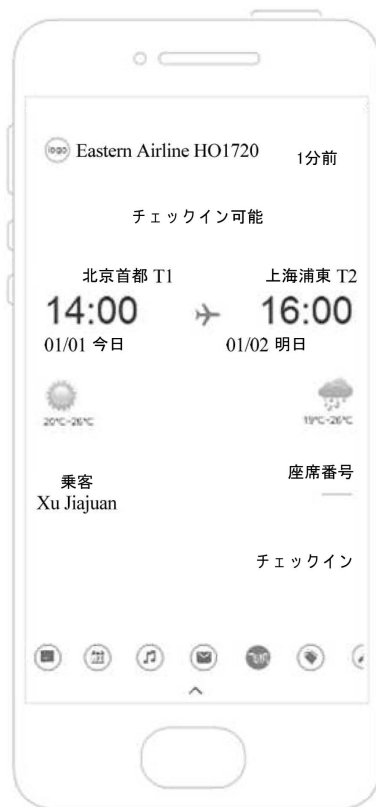 logo Eastern Airline HO1720
1分前
チェックイン可能
北京首都 T1
上海浦東 T2
14:00
16:00
01/01 今日
01/02 明日
20℃~26℃
19℃~26℃
乗客
座席番号
Xu Jiajuan
チェックイン